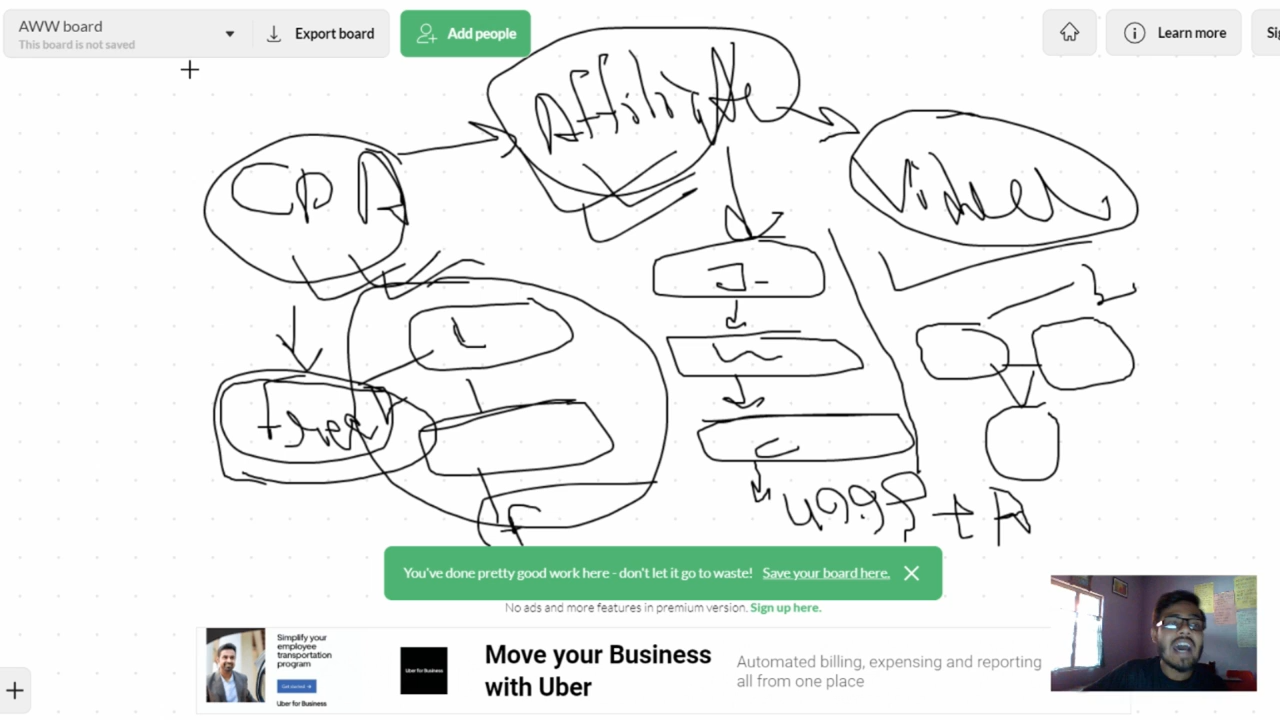 AWW board
This board is not saved
Export board
Add people
Learn more
CPA
Affiliate
J-
L
C
You've done pretty good work here - don't let it go to waste! Save your board here.
No ads and more features in premium version. Sign up here.
Simplify your
employee
transportation
program
Get started →
Uber for Business
Uber for Business
Move your Business
with Uber
Automated billing, expensing and reporting
all from one place